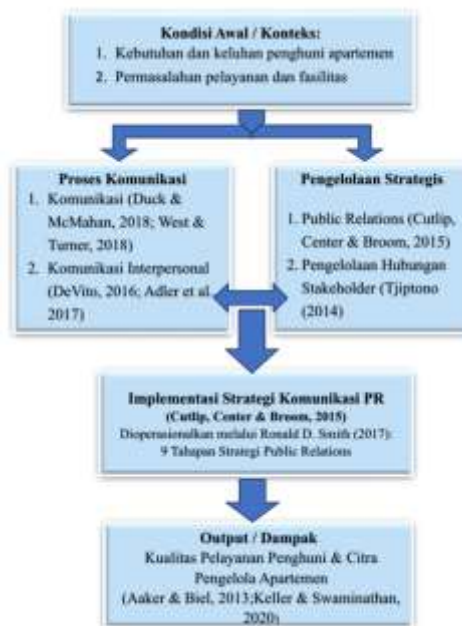 Kondisi Awal / Konteks:
1. Kebutuhan dan keluhan penghuni apartemen
2. Permasalahan pelayanan dan fasilitas
Proses Komunikasi
1. Komunikasi (Duck &
McMahan, 2018; West &
Turner, 2018)
2. Komunikasi Interpersonal
(DeVito, 2016; Adler et al.
2017)
Pengelolaan Strategis
1. Public Relations (Cutlip,
Center & Broom, 2015)
2. Pengelolaan Hubungan
Stakeholder (Tjiptono
(2014)
Implementasi Strategi Komunikasi PR
(Cutlip, Center & Broom, 2015)
Dioperasionalkan melalui Ronald D. Smith (2017):
9 Tahapan Strategi Public Relations
Output / Dampak
Kualitas Pelayanan Penghuni & Citra
Pengelola Apartemen
(Aaker & Biel, 2013;Keller & Swaminathan,
2020)